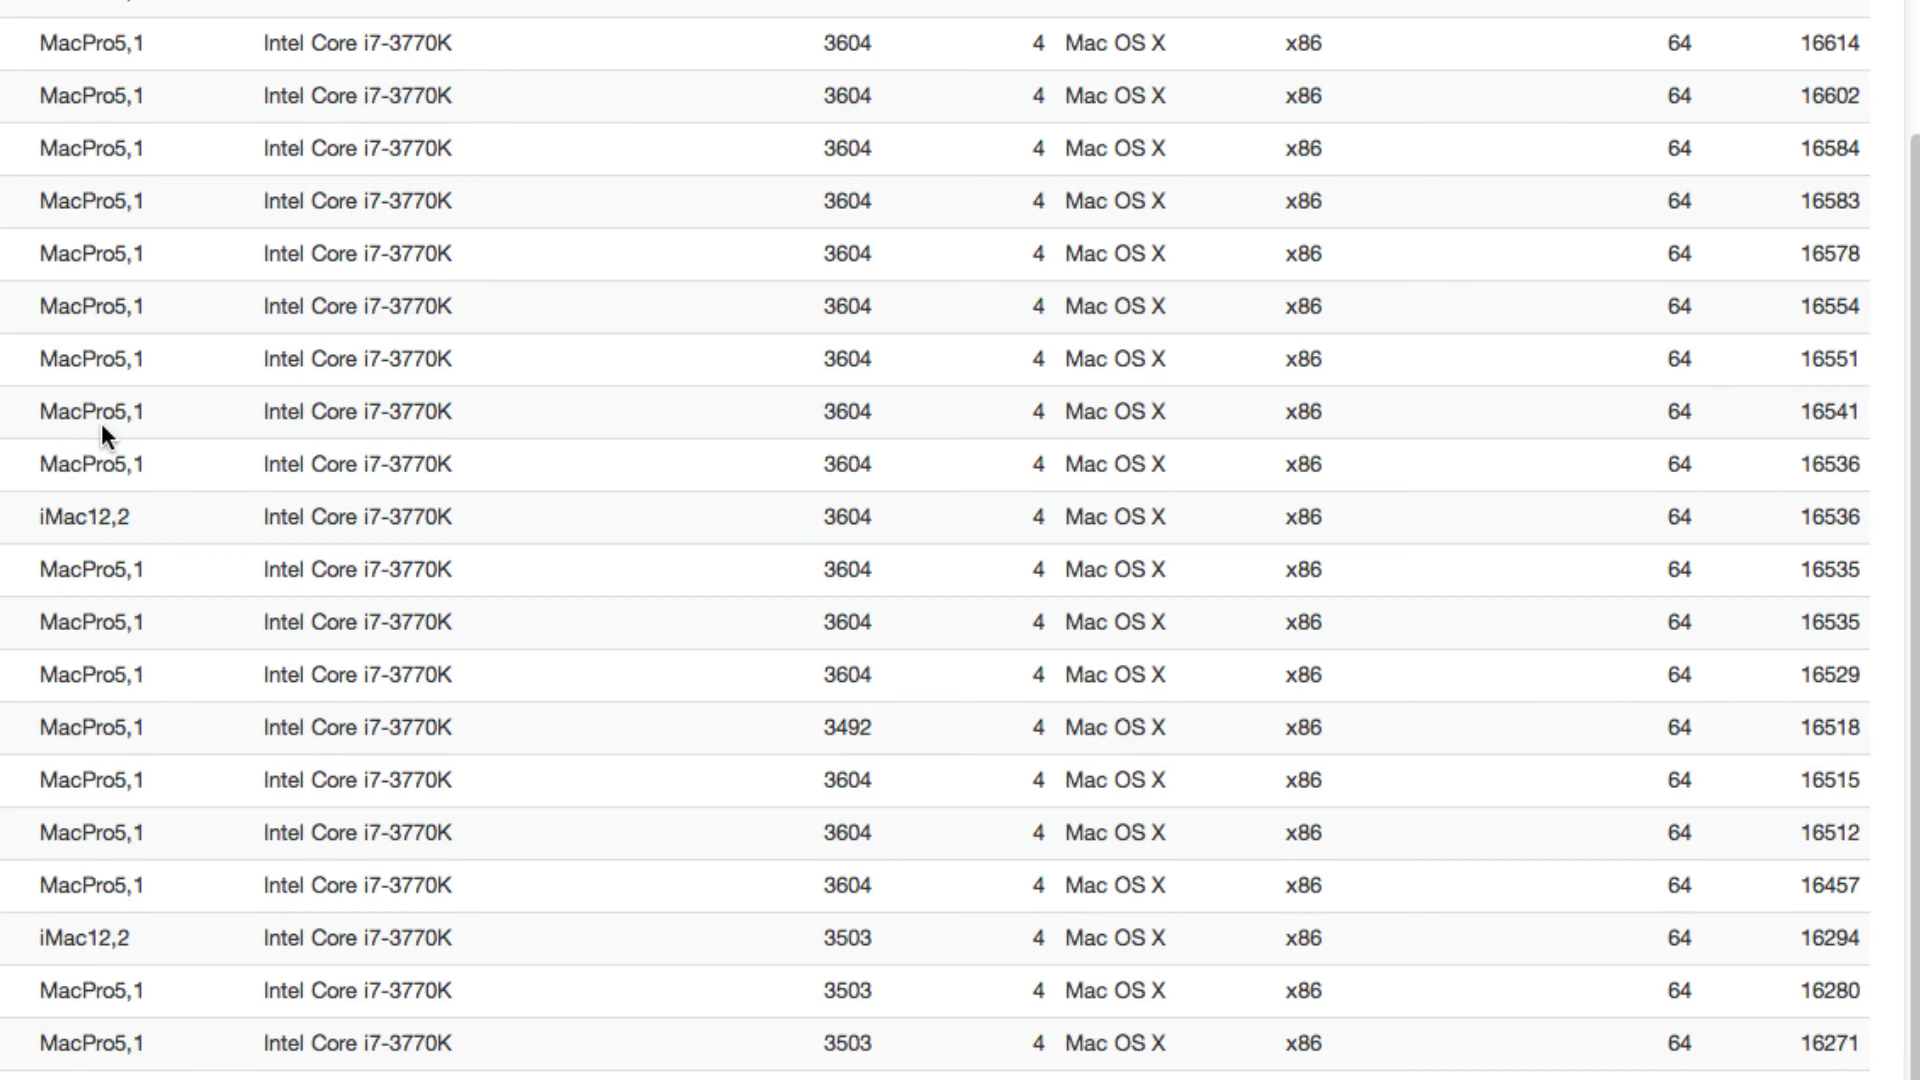 MacPro5,1 Intel Core i7-3770K 3604 4 Mac OS X x86 64 16614
MacPro5,1 Intel Core i7-3770K 3604 4 Mac OS X x86 64 16602
MacPro5,1 Intel Core i7-3770K 3604 4 Mac OS X x86 64 16584
MacPro5,1 Intel Core i7-3770K 3604 4 Mac OS X x86 64 16583
MacPro5,1 Intel Core i7-3770K 3604 4 Mac OS X x86 64 16578
MacPro5,1 Intel Core i7-3770K 3604 4 Mac OS X x86 64 16554
MacPro5,1 Intel Core i7-3770K 3604 4 Mac OS X x86 64 16551
MacPro5,1 Intel Core i7-3770K 3604 4 Mac OS X x86 64 16541
MacPro5,1 Intel Core i7-3770K 3604 4 Mac OS X x86 64 16536
iMac12,2 Intel Core i7-3770K 3604 4 Mac OS X x86 64 16536
MacPro5,1 Intel Core i7-3770K 3604 4 Mac OS X x86 64 16535
MacPro5,1 Intel Core i7-3770K 3604 4 Mac OS X x86 64 16535
MacPro5,1 Intel Core i7-3770K 3604 4 Mac OS X x86 64 16529
MacPro5,1 Intel Core i7-3770K 3492 4 Mac OS X x86 64 16518
MacPro5,1 Intel Core i7-3770K 3604 4 Mac OS X x86 64 16515
MacPro5,1 Intel Core i7-3770K 3604 4 Mac OS X x86 64 16512
MacPro5,1 Intel Core i7-3770K 3604 4 Mac OS X x86 64 16457
iMac12,2 Intel Core i7-3770K 3503 4 Mac OS X x86 64 16294
MacPro5,1 Intel Core i7-3770K 3503 4 Mac OS X x86 64 16280
MacPro5,1 Intel Core i7-3770K 3503 4 Mac OS X x86 64 16271